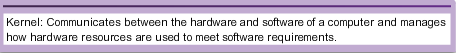 Kernel: Communicates between the hardware and software of a computer and manages
how hardware resources are used to meet software requirements.